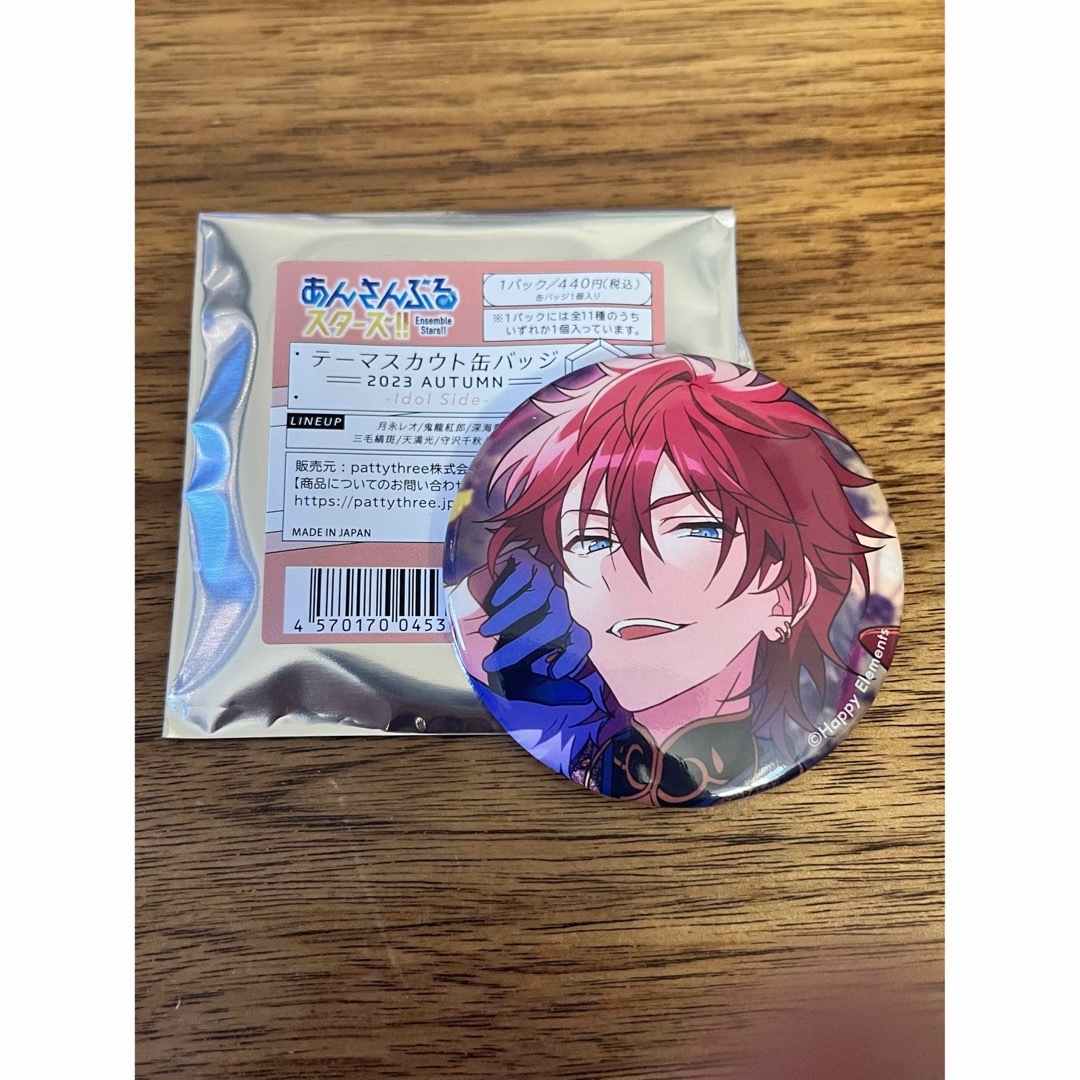 あんさんぶる
スターズ!!
Ensemble
Stars!!
1パック/440円(税込)
缶バッジ1個入り
※1パックには全11種のうち
いずれか1個入っています。
テーマスカウト缶バッジ
2023 AUTUMN
-Idol Side-
LINEUP
月永レオ/鬼龍紅郎/深海
三毛縞斑/天満光/守沢千秋
販売元：pattythree株式会
【商品についてのお問い合わせ
https://pattythree.jp
MADE IN JAPAN
4 570170 0453
©Happy Elements